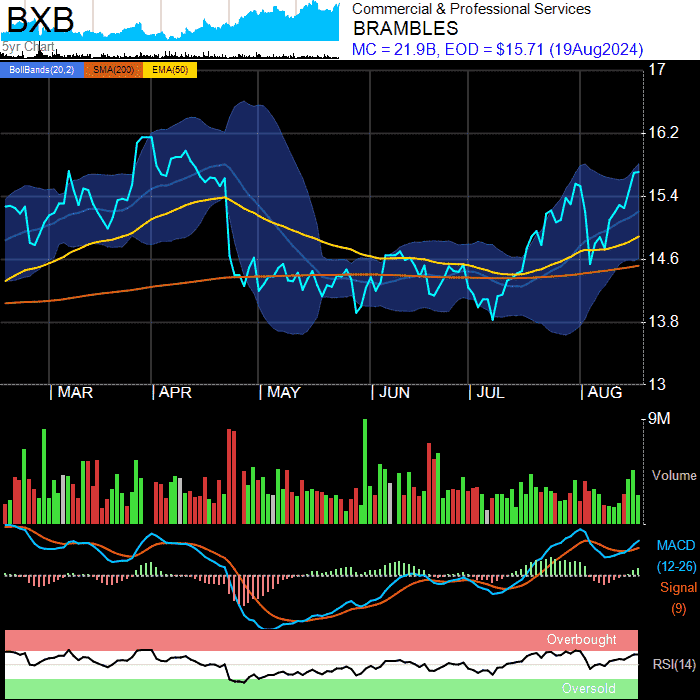 BXB
5yr Chart
Commercial & Professional Services
BRAMBLES
MC = 21.9B, EOD = $15.71 (19Aug2024)
BollBands(20,2) SMA(200) EMA(50)
17
16.2
15.4
14.6
13.8
13
MAR APR MAY JUN JUL AUG
9M
Volume
MACD
(12-26)
Signal
(9)
Overbought
RSI(14)
Oversold